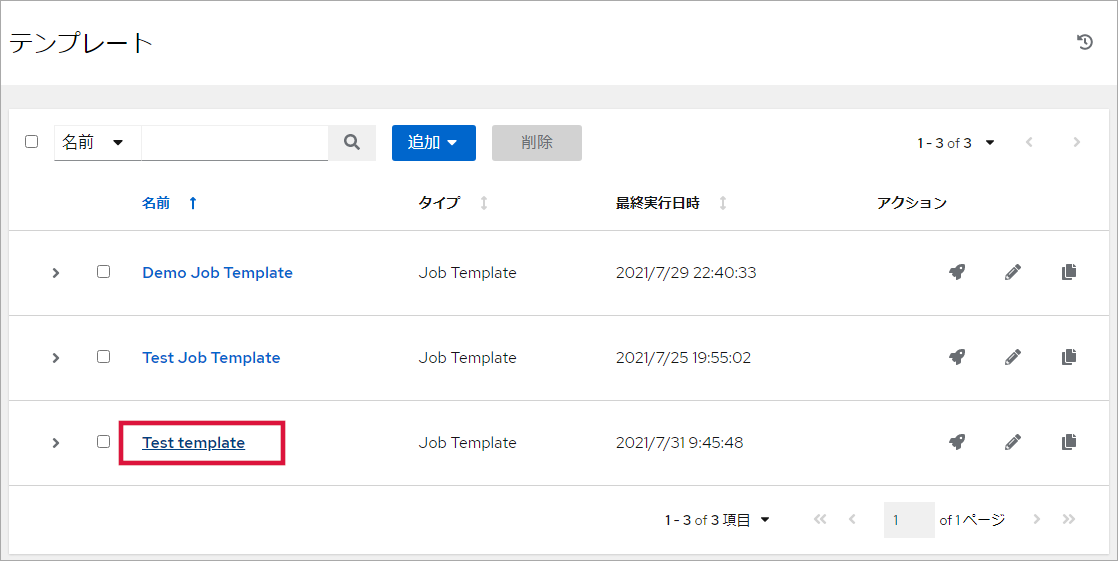 テンプレート
名前 追加 削除 1 - 3 of 3
名前 タイプ 最終実行日時 アクション
Demo Job Template Job Template 2021/7/29 22:40:33
Test Job Template Job Template 2021/7/25 19:55:02
Test template Job Template 2021/7/31 9:45:48
1 - 3 of 3 項目 1 of 1 ページ